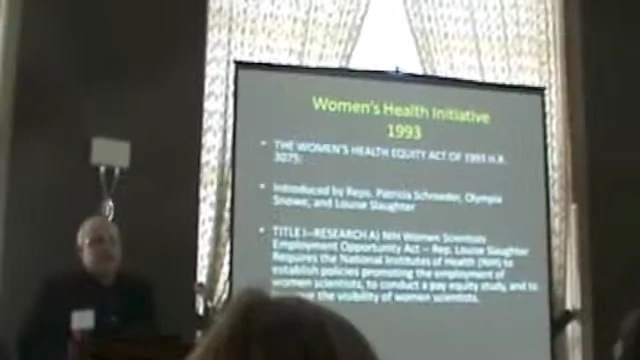 Women's Health Initiative
1993
• THE WOMEN'S HEALTH EQUITY ACT OF 1993 H.R.
3075:
• Introduced by Reps. Patricia Schroeder, Olympia
Snowe, and Louise Slaughter
• TITLE I—RESEARCH A) NIH Women Scientists
Employment Opportunity Act – Rep. Louise Slaughter
Requires the National Institutes of Health (NIH) to
establish policies promoting the employment of
women scientists, to conduct a pay equity study, and to
the visibility of women scientists.